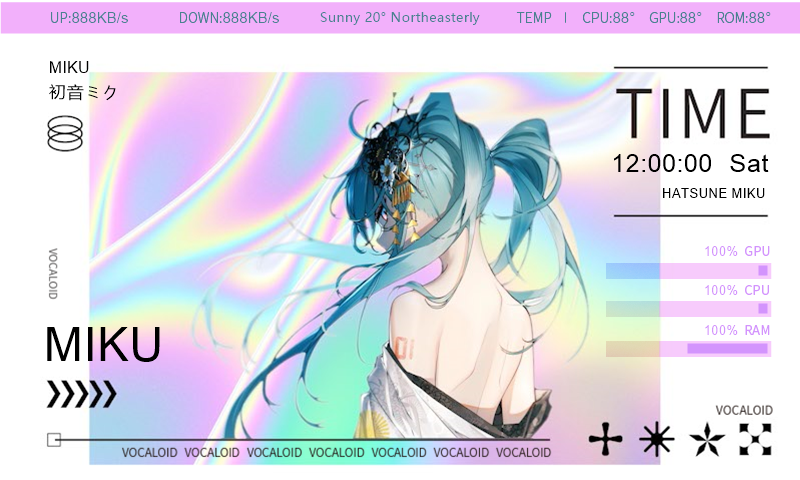 UP:888KB/s DOWN:888KB/s Sunny 20° Northeasterly TEMP | CPU:88° GPU:88° ROM:88°
MIKU
初音ミク
TIME
12:00:00 Sat
HATSUNE MIKU
VOCALOID
100% GPU
100% CPU
100% RAM
01
MIKU
VOCALOID
VOCALOID VOCALOID VOCALOID VOCALOID VOCALOID VOCALOID VOCALOID